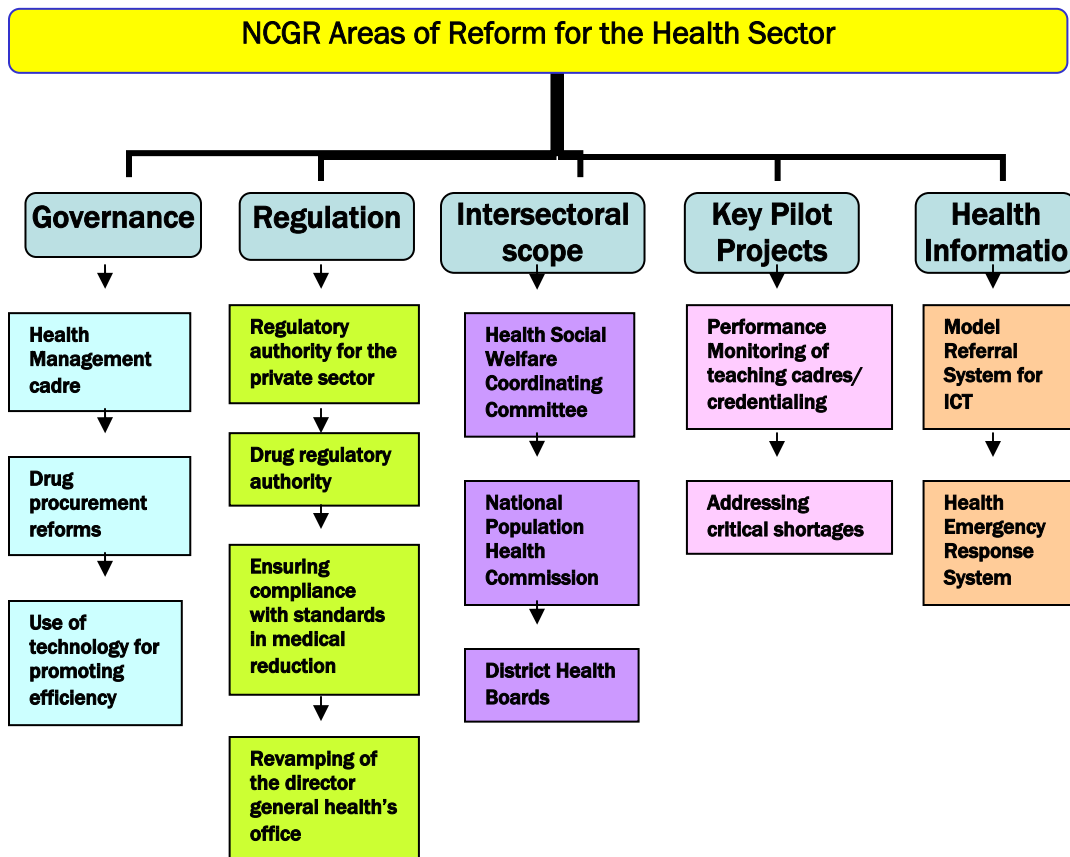 NCGR Areas of Reform for the Health Sector
Governance
Health
Management
cadre
Drug
procurement
reforms
Use of
technology for
promoting
efficiency
Regulation
Regulatory
authority for the
private sector
Drug regulatory
authority
Ensuring
compliance
with standards
in medical
reduction
Revamping of
the director
general health's
office
Intersectoral
scope
Health Social
Welfare
Coordinating
Committee
National
Population
Health
Commission
District Health
Boards
Key Pilot
Projects
Performance
Monitoring of
teaching cadres/
credentialing
Addressing
critical shortages
Health
Informatio
Model
Referral
System for
ICT
Health
Emergency
Response
System